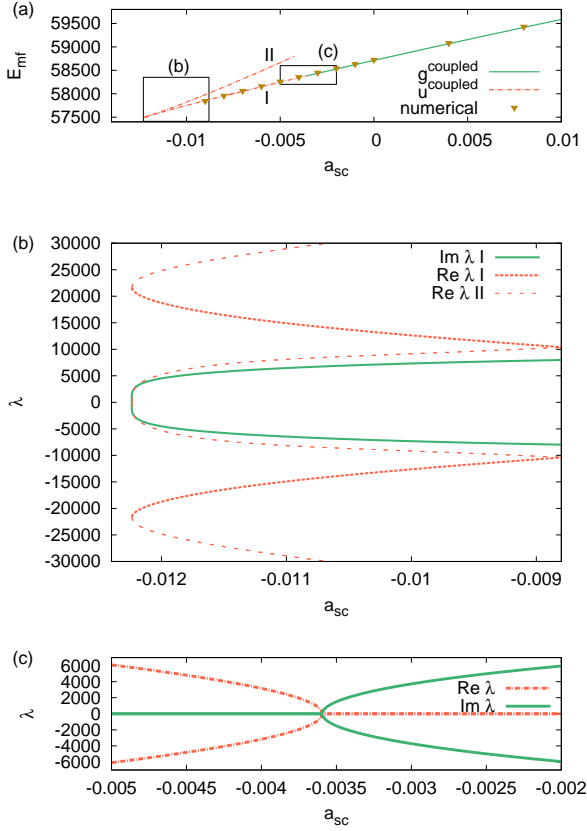 (a)
E_mf
59500
59000
58500
58000
57500
II
(b)
(c)
I
g^coupled
u^coupled
numerical
-0.01 -0.005 0 0.005 0.01
a_sc
(b)
λ
30000
25000
20000
15000
10000
5000
0
-5000
-10000
-15000
-20000
-25000
-30000
Im λ I
Re λ I
Re λ II
-0.012 -0.011 -0.01 -0.009
a_sc
(c)
λ
6000
4000
2000
0
-2000
-4000
-6000
Re λ
Im λ
-0.005 -0.0045 -0.004 -0.0035 -0.003 -0.0025 -0.002
a_sc